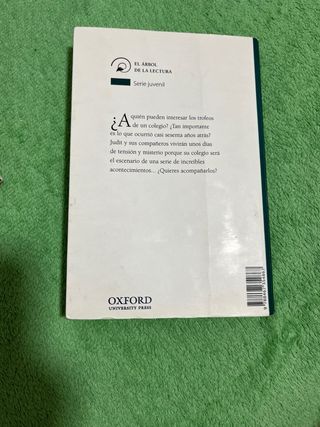 EL ÁRBOL
DE LA LECTURA
Serie juvenil
¿A quién pueden interesar los trofeos
de un colegio? ¿Tan importante
es lo que ocurrió casi sesenta años atrás?
Judit y sus compañeros vivirán unos días
de tensión y misterio porque su colegio será
el escenario de una serie de increíbles
acontecimientos... ¿Quieres acompañarlos?
OXFORD
UNIVERSITY PRESS